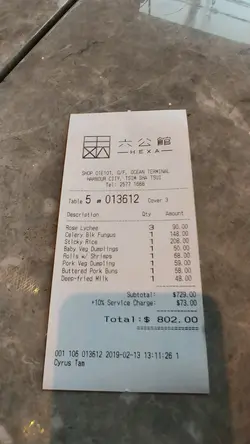 六公館
HEXA
SHOP OTE101, G/F, OCEAN TERMINAL
HARBOUR CITY, TSIM SHA TSUI
Tel: 2577 1668
Table 5 # 013612 Cover 3
Description Qty Amount
Rose Lychee 3 90.00
Celery Blk Fungus 1 148.00
Sticky Rice 1 208.00
Baby Veg Dumplings 1 50.00
Rolls w/ Shrimps 1 68.00
Pork Veg Dumpling 1 59.00
Buttered Pork Buns 1 58.00
Deep-fried Milk 1 48.00
Subtotal: $729.00
+10% Service Charge: $73.00
Total:$ 802.00
001 106 013612 2019-02-13 13:11:26 1
Cyrus Tam